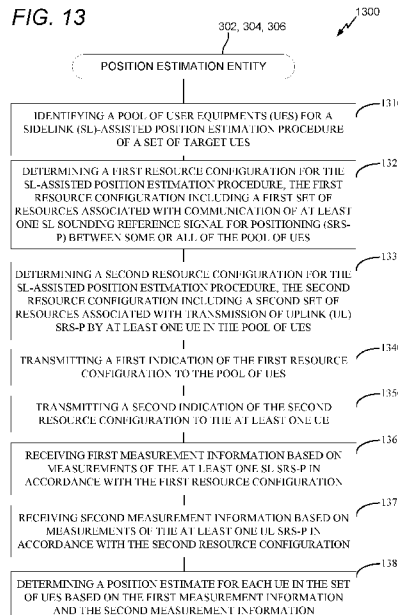 FIG. 13
302, 304, 306
1300
POSITION ESTIMATION ENTITY
1310
IDENTIFYING A POOL OF USER EQUIPMENTS (UES) FOR A
SIDELINK (SL)-ASSISTED POSITION ESTIMATION PROCEDURE
OF A SET OF TARGET UES
132
DETERMINING A FIRST RESOURCE CONFIGURATION FOR THE
SL-ASSISTED POSITION ESTIMATION PROCEDURE, THE FIRST
RESOURCE CONFIGURATION INCLUDING A FIRST SET OF
RESOURCES ASSOCIATED WITH COMMUNICATION OF AT LEAST
ONE SL SOUNDING REFERENCE SIGNAL FOR POSITIONING (SRS-
P) BETWEEN SOME OR ALL OF THE POOL OF UES
133
DETERMINING A SECOND RESOURCE CONFIGURATION FOR THE
SL-ASSISTED POSITION ESTIMATION PROCEDURE, THE SECOND
RESOURCE CONFIGURATION INCLUDING A SECOND SET OF
RESOURCES ASSOCIATED WITH TRANSMISSION OF UPLINK (UL)
SRS-P BY AT LEAST ONE UE IN THE POOL OF UES
1340
TRANSMITTING A FIRST INDICATION OF THE FIRST RESOURCE
CONFIGURATION TO THE POOL OF UES
1350
TRANSMITTING A SECOND INDICATION OF THE SECOND
RESOURCE CONFIGURATION TO THE AT LEAST ONE UE
136
RECEIVING FIRST MEASUREMENT INFORMATION BASED ON
MEASUREMENTS OF THE AT LEAST ONE SL SRS-P IN
ACCORDANCE WITH THE FIRST RESOURCE CONFIGURATION
137
RECEIVING SECOND MEASUREMENT INFORMATION BASED ON
MEASUREMENTS OF THE AT LEAST ONE UL SRS-P IN
ACCORDANCE WITH THE SECOND RESOURCE CONFIGURATION
138
DETERMINING A POSITION ESTIMATE FOR EACH UE IN THE SET
OF UES BASED ON THE FIRST MEASUREMENT INFORMATION
AND THE SECOND MEASUREMENT INFORMATION